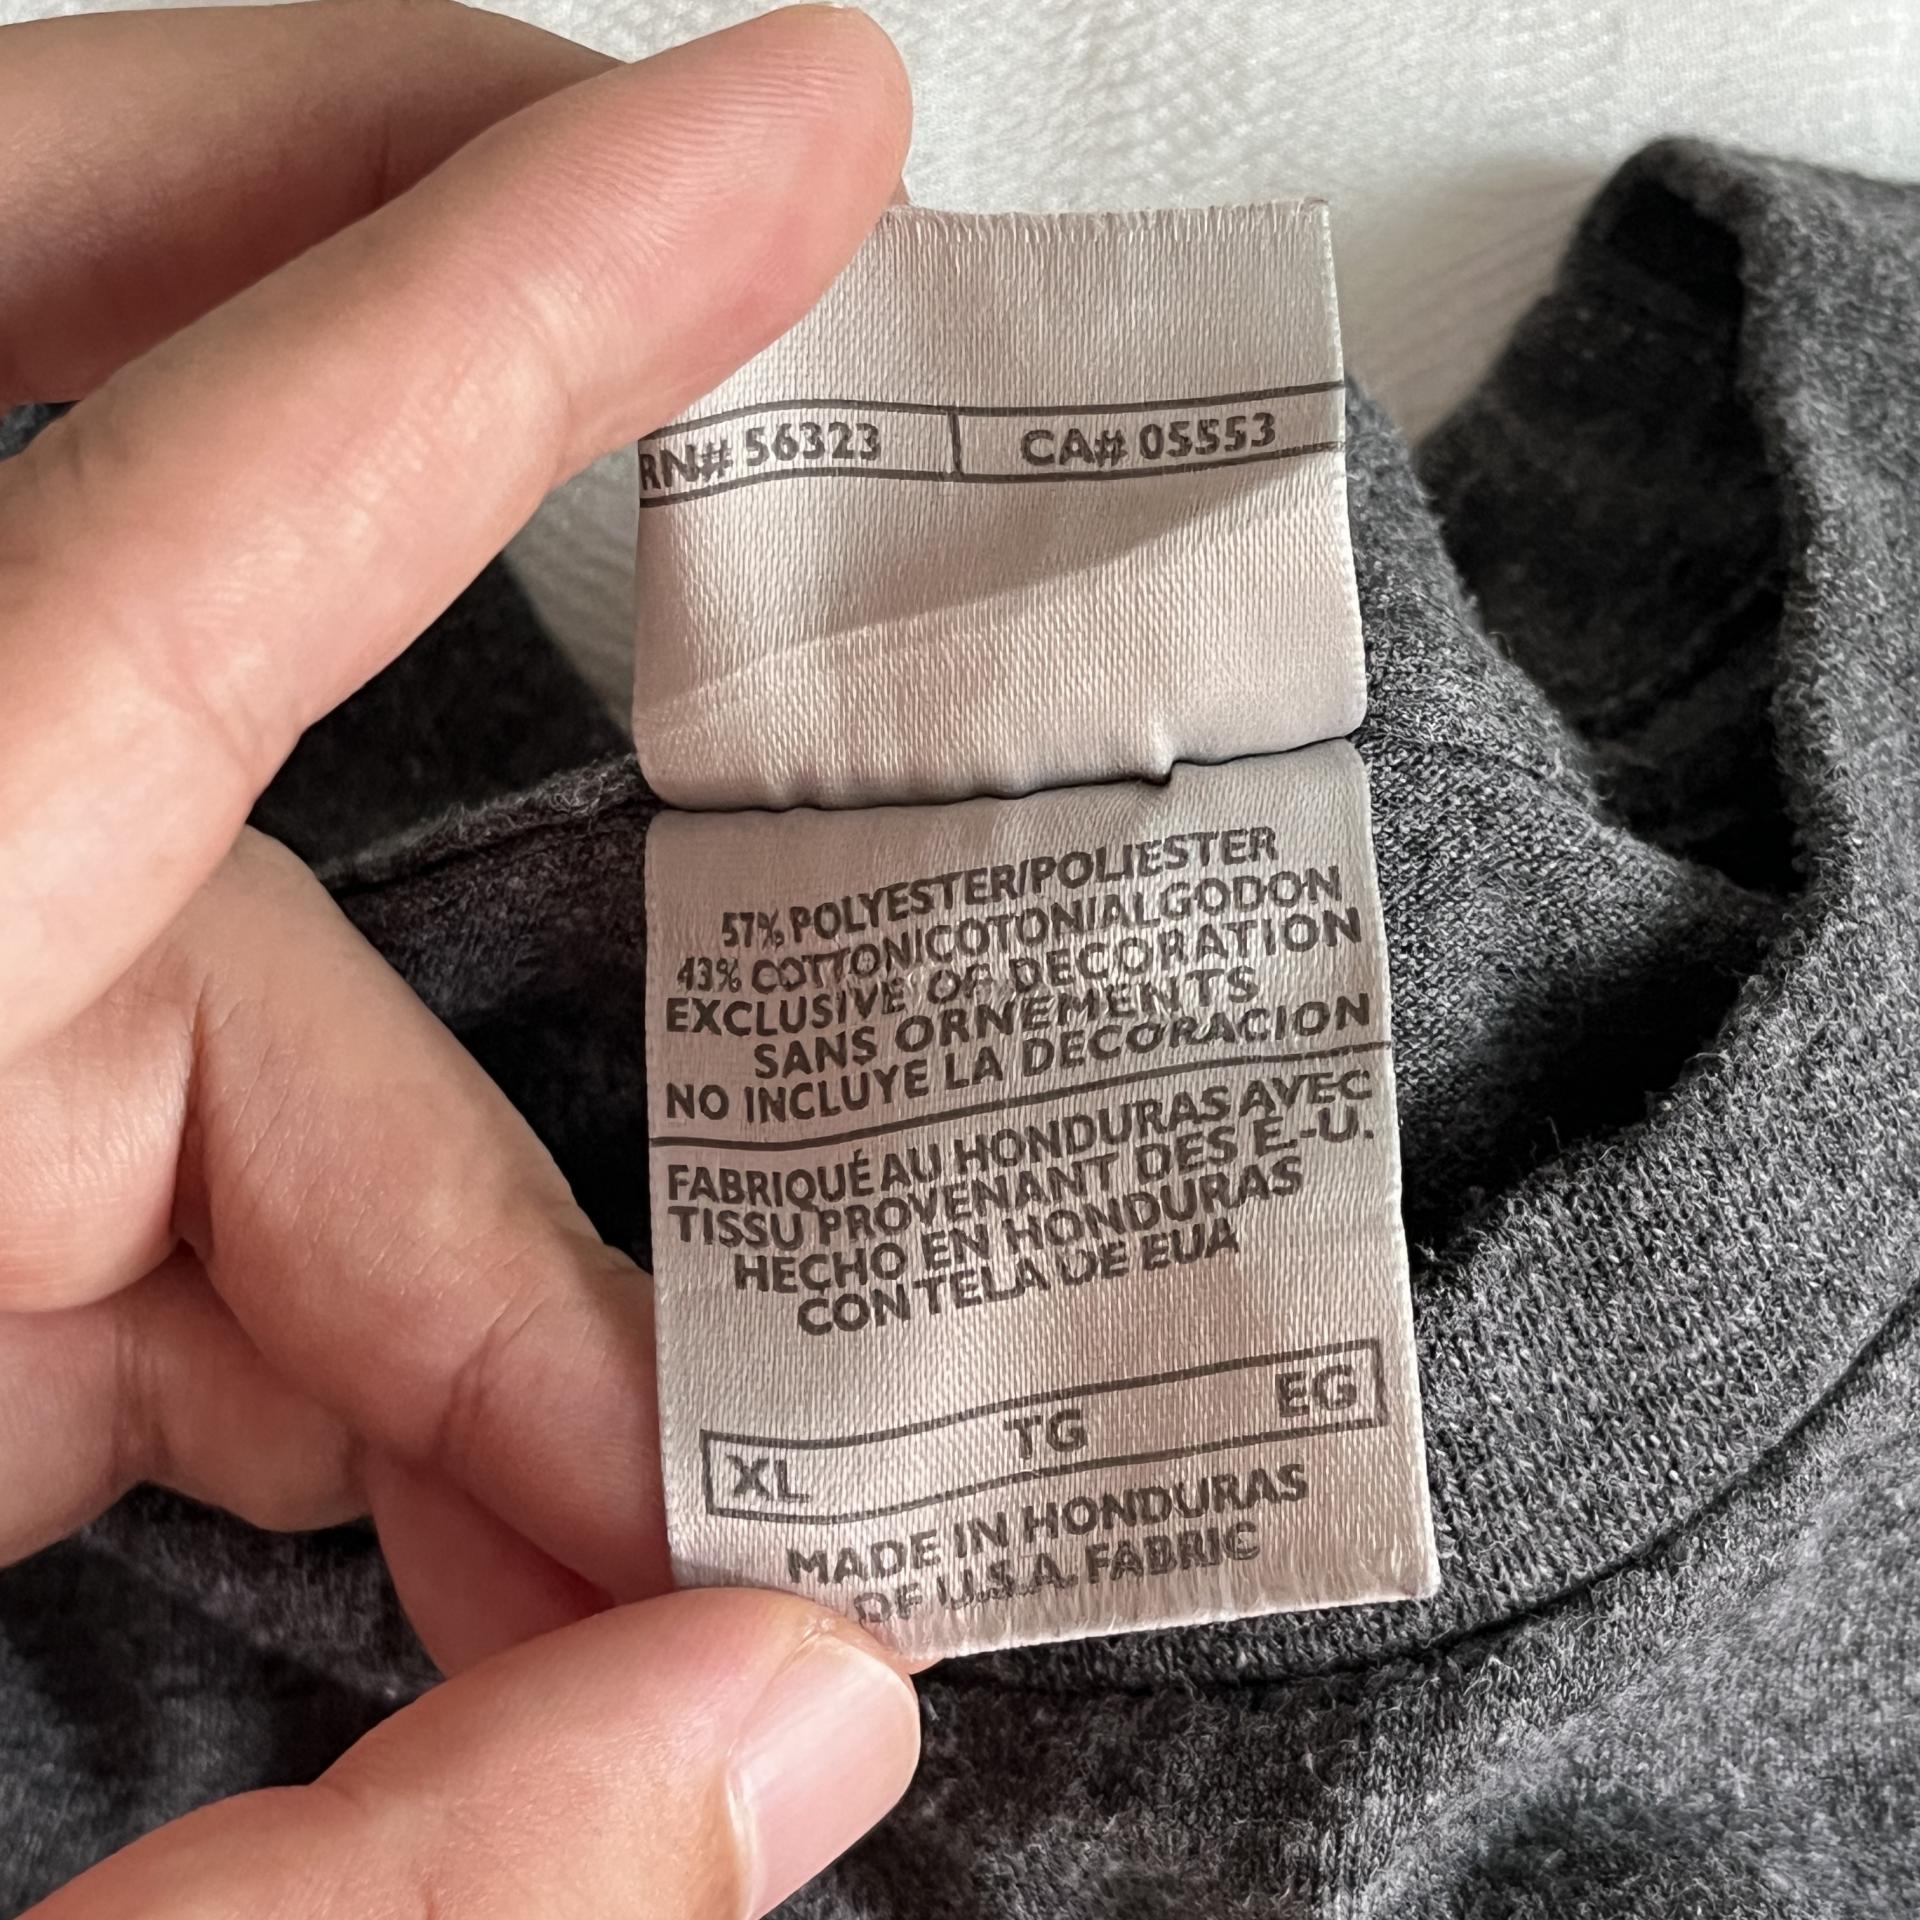 RN# 56323 CA# 05553
57% POLYESTER/POLIESTER
43% COTTON/COTON/ALGODON
EXCLUSIVE OF DECORATION
SANS ORNEMENTS
NO INCLUYE LA DECORACION
FABRIQUÉ AU HONDURAS AVEC
TISSU PROVENANT DES É.-U.
HECHO EN HONDURAS
CON TELA DE EUA
XL TG EG
MADE IN HONDURAS
OF U.S.A. FABRIC